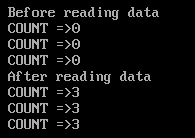 Before reading data
COUNT =>0
COUNT =>0
COUNT =>0
After reading data
COUNT =>3
COUNT =>3
COUNT =>3